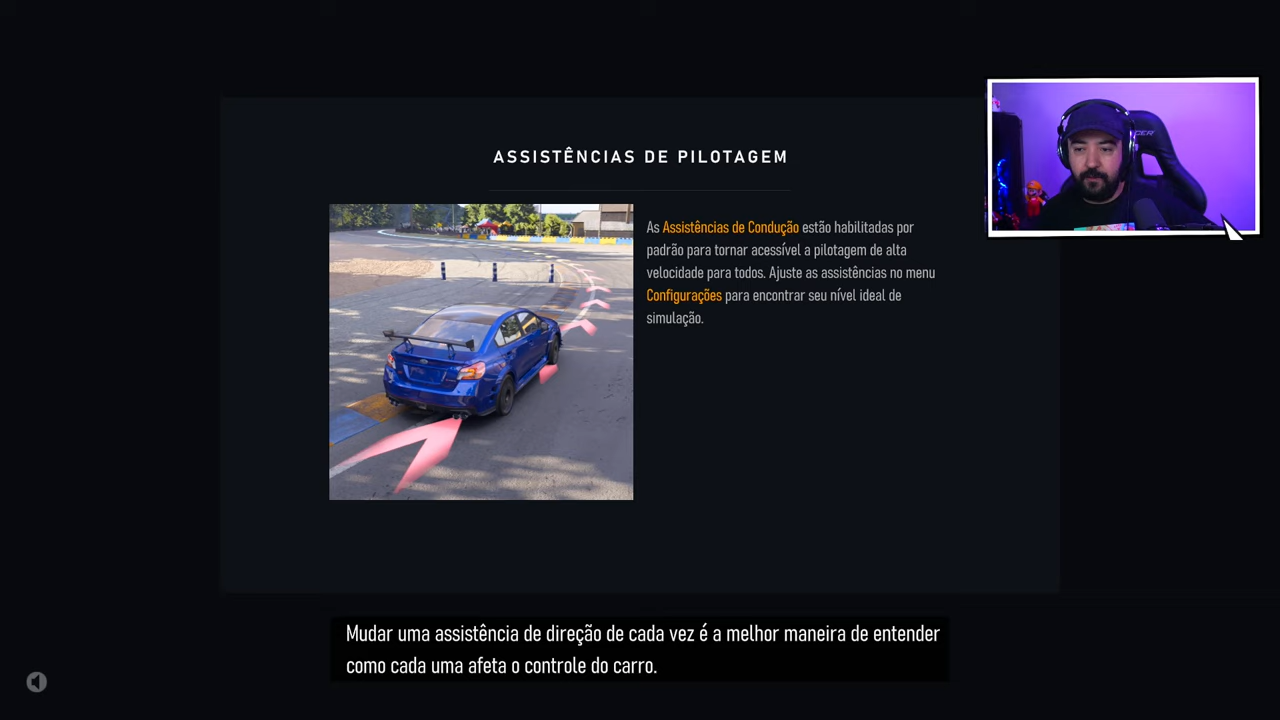 ASSISTÊNCIAS DE PILOTAGEM
As Assistências de Condução estão habilitadas por
padrão para tornar acessível a pilotagem de alta
velocidade para todos. Ajuste as assistências no menu
Configurações para encontrar seu nível ideal de
simulação.
Mudar uma assistência de direção de cada vez é a melhor maneira de entender
como cada uma afeta o controle do carro.